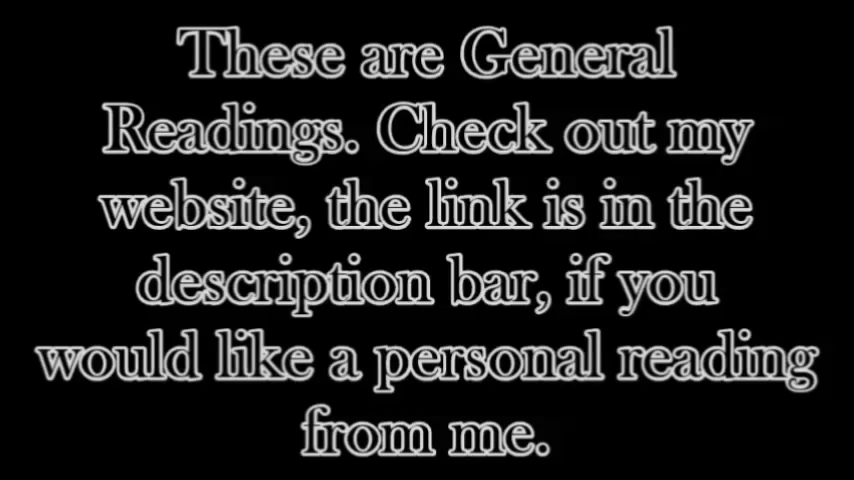 These are General
Readings. Check out my
website, the link is in the
description bar, if you
would like a personal reading
from me.